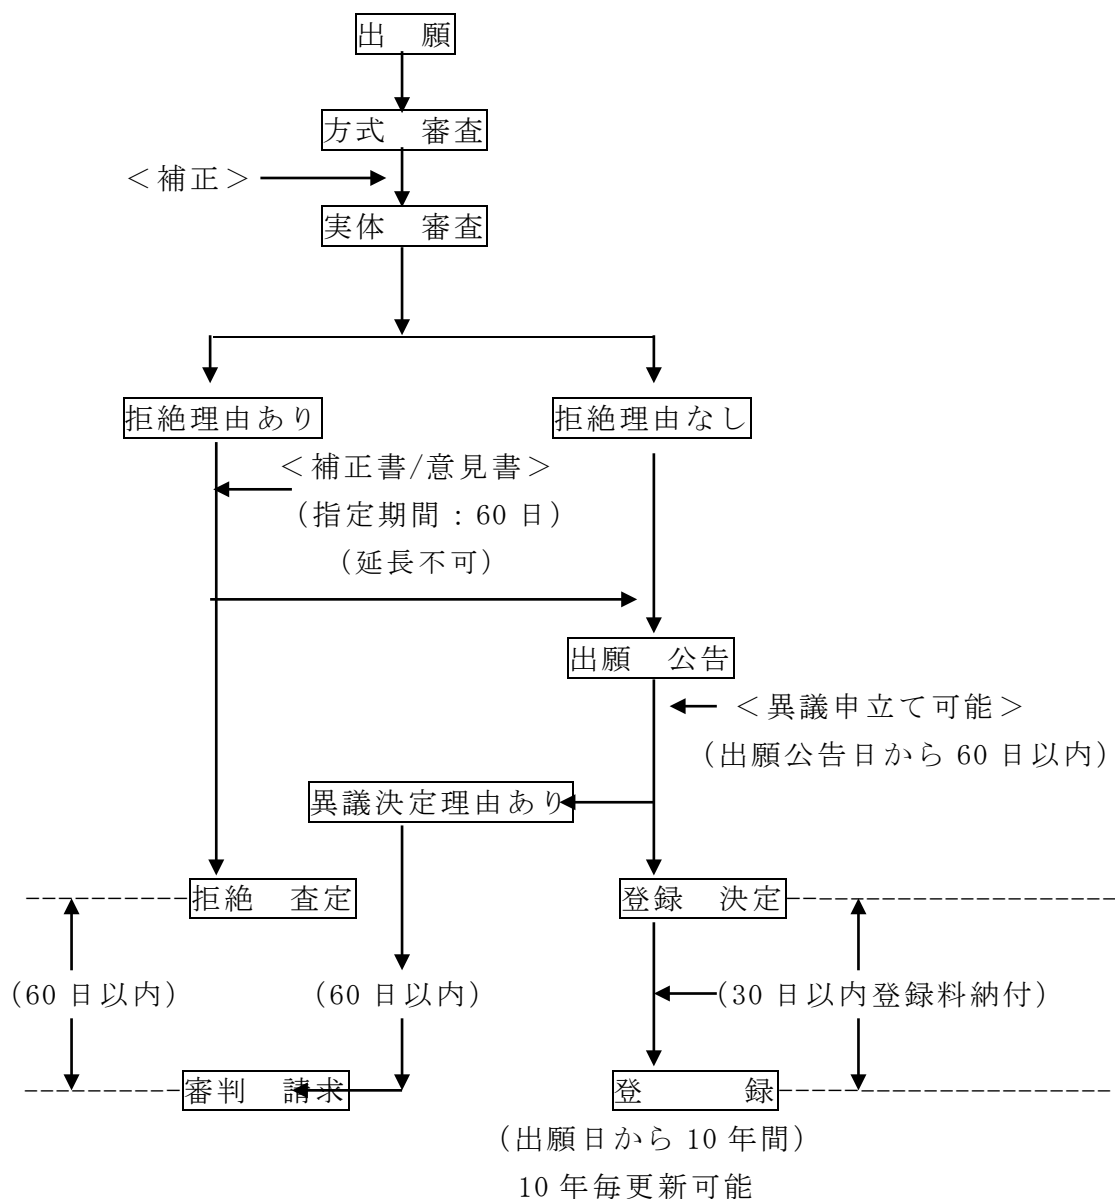 出　願
方式　審査
＜補正＞
実体　審査
拒絶理由あり
拒絶理由なし
＜補正書/意見書＞
(指定期間：60 日)
(延長不可)
出願　公告
＜異議申立て可能＞
(出願公告日から 60 日以内)
異議決定理由あり
拒絶　査定
登録　決定
(60 日以内)
(60 日以内)
(30 日以内登録料納付)
審判　請求
登　　　録
(出願日から 10 年間)
10 年毎更新可能